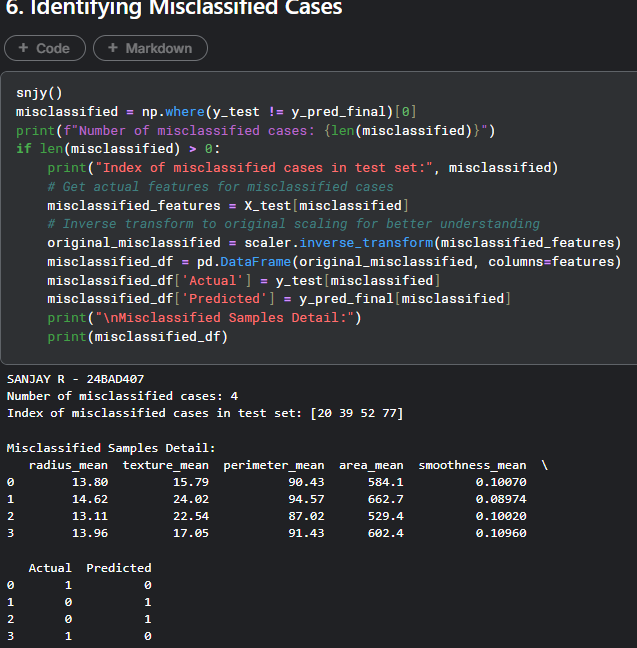 6. Identifying Misclassified Cases
+ Code + Markdown
snjy()
misclassified = np.where(y_test != y_pred_final)[0]
print(f"Number of misclassified cases: {len(misclassified)}")
if len(misclassified) > 0:
    print("Index of misclassified cases in test set:", misclassified)
    # Get actual features for misclassified cases
    misclassified_features = X_test[misclassified]
    # Inverse transform to original scaling for better understanding
    original_misclassified = scaler.inverse_transform(misclassified_features)
    misclassified_df = pd.DataFrame(original_misclassified, columns=features)
    misclassified_df['Actual'] = y_test[misclassified]
    misclassified_df['Predicted'] = y_pred_final[misclassified]
    print("\nMisclassified Samples Detail:")
    print(misclassified_df)
SANJAY R - 24BAD407
Number of misclassified cases: 4
Index of misclassified cases in test set: [20 39 52 77]
Misclassified Samples Detail:
   radius_mean  texture_mean  perimeter_mean  area_mean  smoothness_mean  \
0        13.80         15.79           90.43      584.1          0.10070
1        14.62         24.02           94.57      662.7          0.08974
2        13.11         22.54           87.02      529.4          0.10020
3        13.96         17.05           91.43      602.4          0.10960
   Actual  Predicted
0       1          0
1       0          1
2       0          1
3       1          0